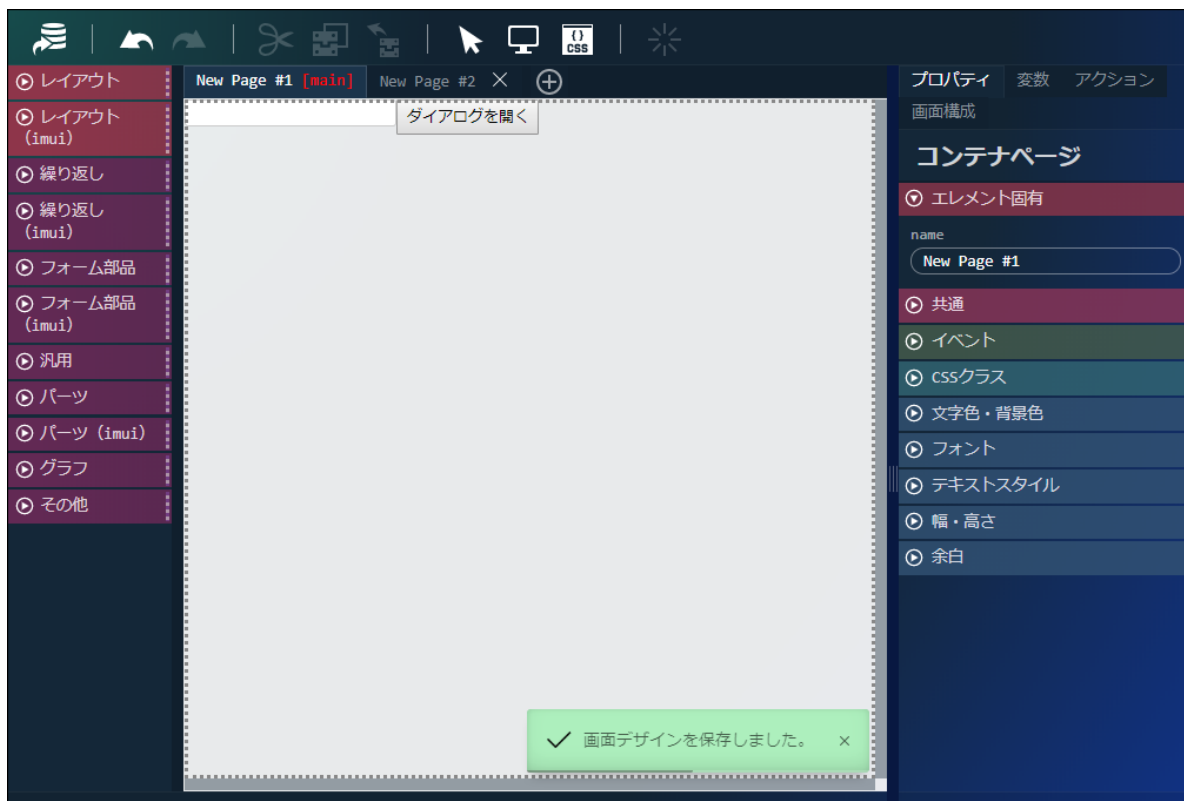 {}
CSS
レイアウト
レイアウト
(imui)
繰り返し
繰り返し
(imui)
フォーム部品
フォーム部品
(imui)
汎用
パーツ
パーツ (imui)
グラフ
その他
New Page #1 [main] New Page #2 ×
ダイアログを開く
画面デザインを保存しました。 ×
プロパティ 変数 アクション
画面構成
コンテナページ
エレメント固有
name
New Page #1
共通
イベント
CSSクラス
文字色・背景色
フォント
テキストスタイル
幅・高さ
余白